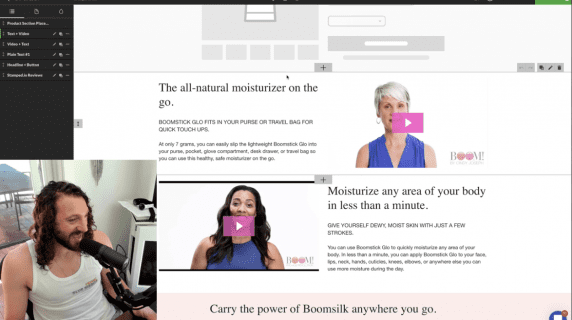 Product Section Place...
Text + Video
Video + Text
Plain Text #1
Headline + Button
Stamped.io Reviews
The all-natural moisturizer on the
go.
BOOMSTICK GLO FITS IN YOUR PURSE OR TRAVEL BAG FOR
QUICK TOUCH UPS.
At only 7 grams, you can easily slip the lightweight Boomstick Glo into
your purse, pocket, glove compartment, desk drawer, or travel bag so
you can use this healthy, safe moisturizer on the go.
BOOM!
Moisturize any area of your body
in less than a minute.
GIVE YOURSELF DEWY, MOIST SKIN WITH JUST A FEW
STROKES.
You can use Boomstick Glo to quickly moisturize any area of your
body. In less than a minute, you can apply Boomstick Glo to your face,
lips, neck, hands, cuticles, knees, elbows, or anywhere else you can
use more moisture during the day.
BOOM!
Carry the power of Boomsilk anywhere you go.